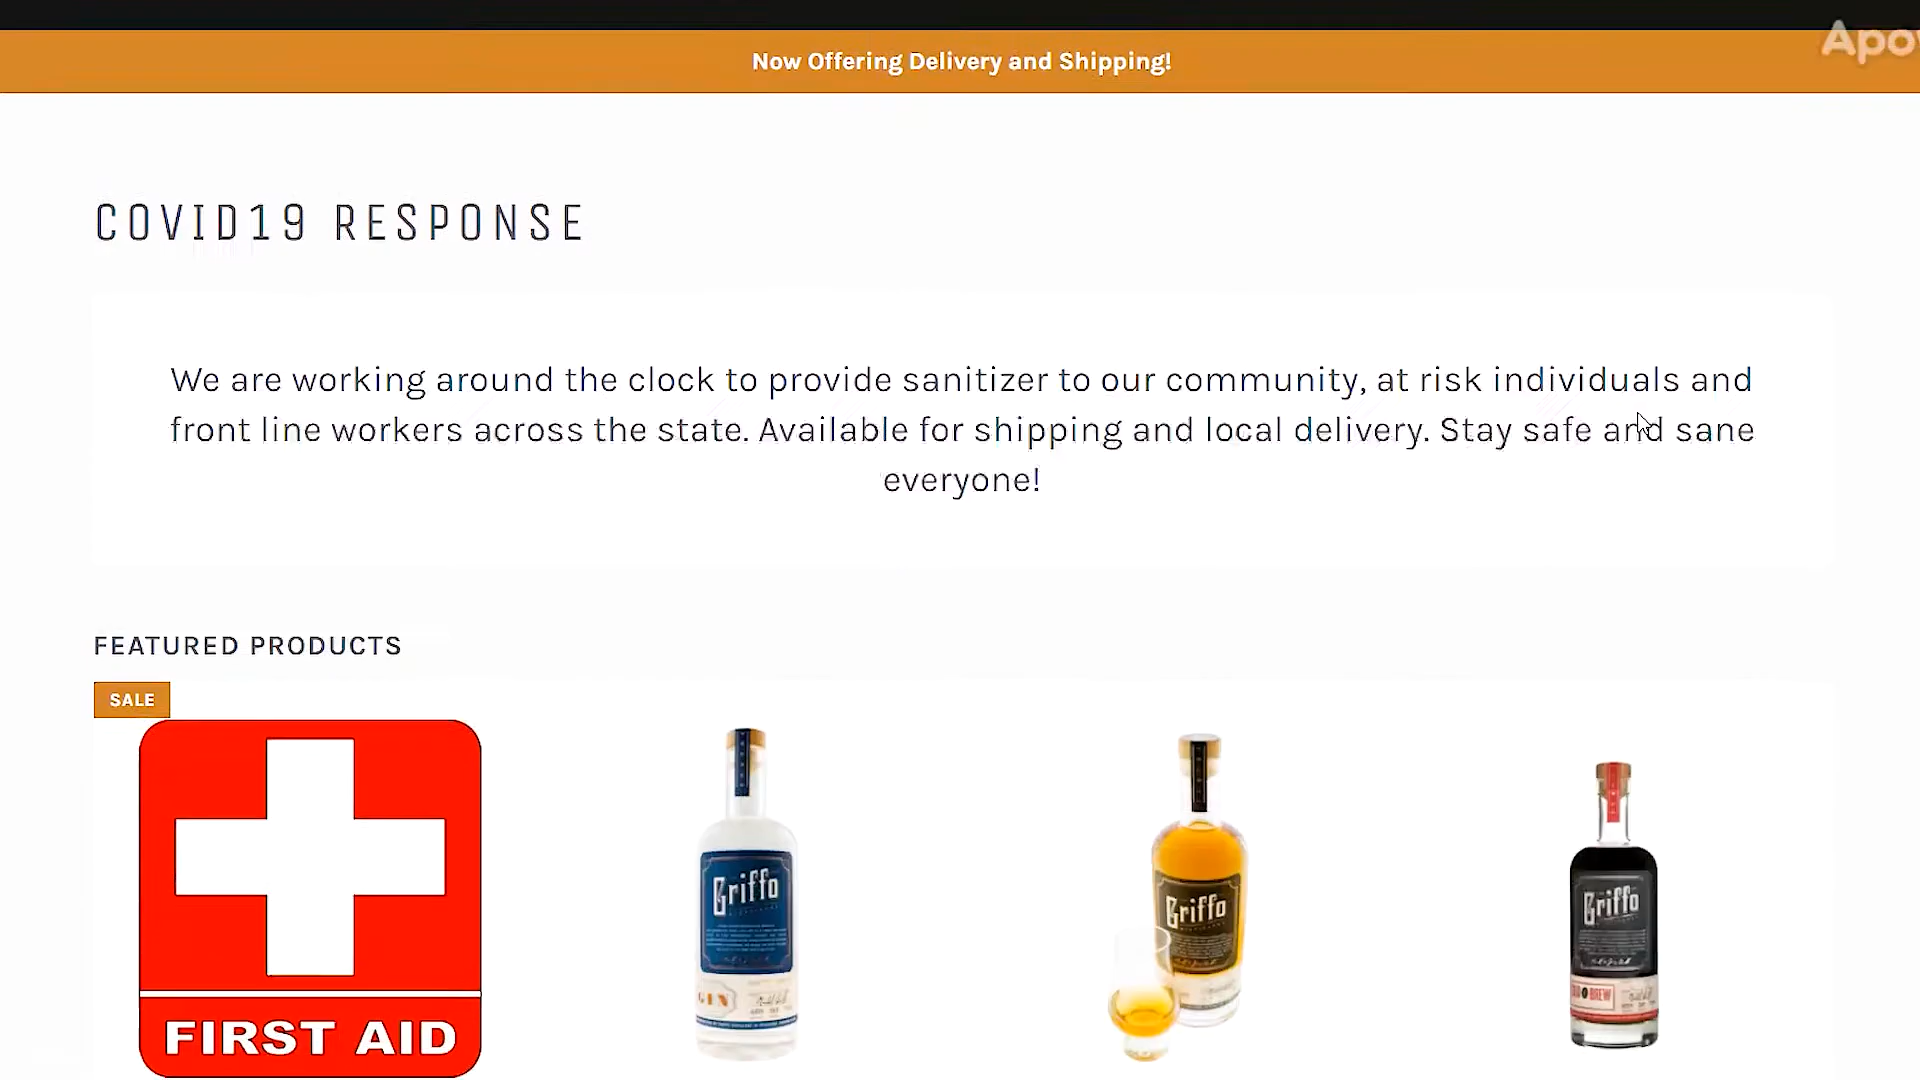 Apo
Now Offering Delivery and Shipping!
COVID19 RESPONSE
We are working around the clock to provide sanitizer to our community, at risk individuals and
front line workers across the state. Available for shipping and local delivery. Stay safe and sane
everyone!
FEATURED PRODUCTS
SALE
FIRST AID
Griffo
GIN
Griffo
Griffo
BREW